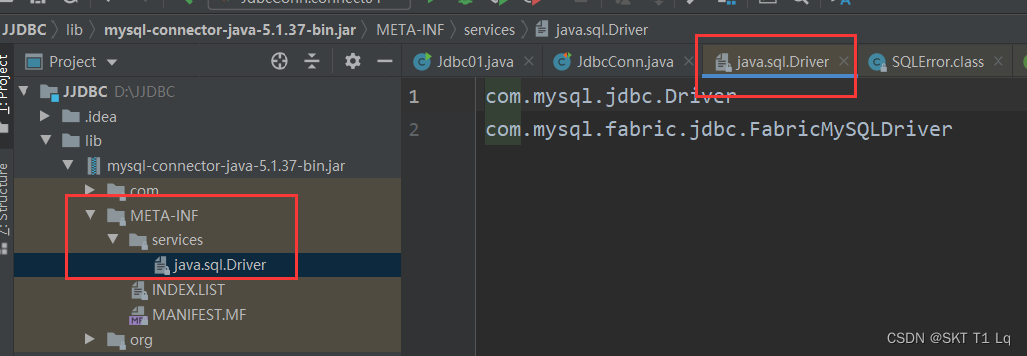 JdbcConn.connect01
JJDBC lib mysql-connector-java-5.1.37-bin.jar META-INF services java.sql.Driver
Project
Jdbc01.java JdbcConn.java java.sql.Driver SQLError.class
1: Project
JJDBC D:\JJDBC
.idea
lib
mysql-connector-java-5.1.37-bin.jar
com
META-INF
services
java.sql.Driver
INDEX.LIST
MANIFEST.MF
org
7: Structure
1 com.mysql.jdbc.Driver
2 com.mysql.fabric.jdbc.FabricMySQLDriver
CSDN @SKT T1 Lq